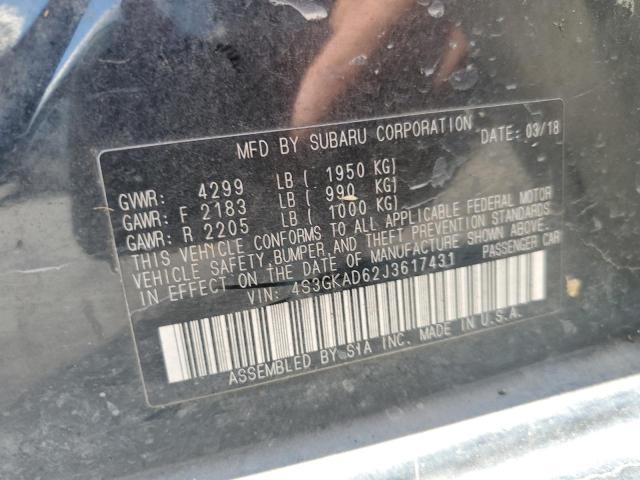 MFD BY SUBARU CORPORATION DATE: 03/18
GVWR: 4299 LB ( 1950 KG)
GAWR: F 2183 LB ( 990 KG)
GAWR: R 2205 LB ( 1000 KG)
THIS VEHICLE CONFORMS TO ALL APPLICABLE FEDERAL MOTOR
VEHICLE SAFETY, BUMPER AND THEFT PREVENTION STANDARDS
IN EFFECT ON THE DATE OF MANUFACTURE SHOWN ABOVE.
VIN: 4S3GKAD62J3617431 PASSENGER CAR
ASSEMBLED BY SIA INC. MADE IN U.S.A.